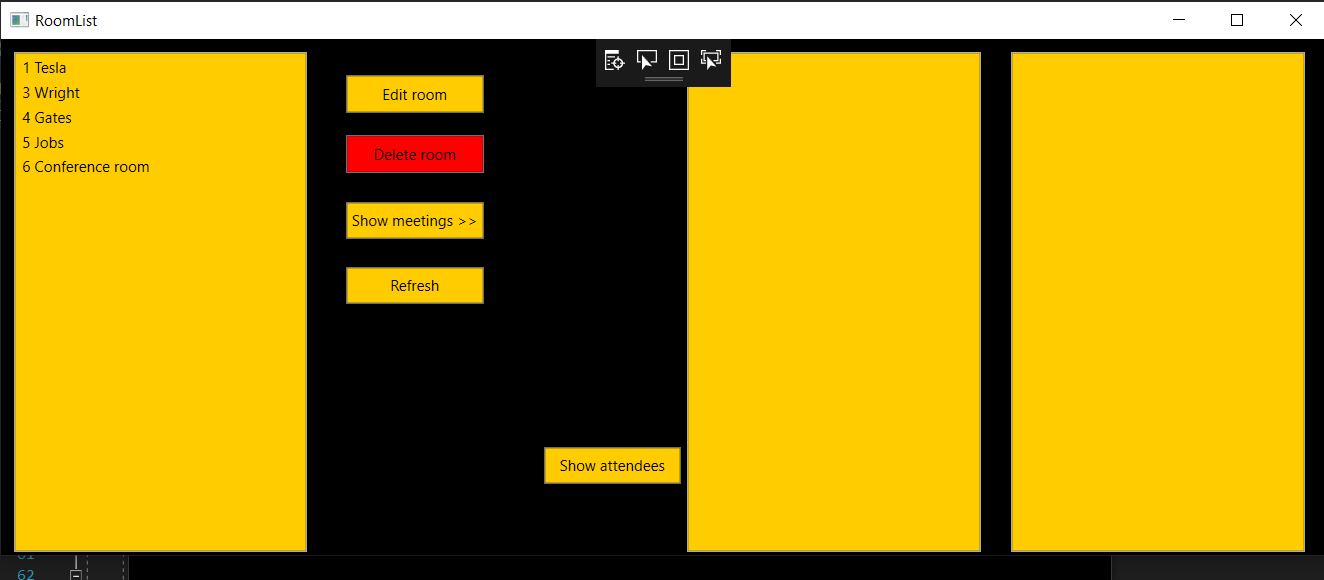 RoomList
1 Tesla
3 Wright
4 Gates
5 Jobs
6 Conference room
Edit room
Delete room
Show meetings >>
Refresh
Show attendees
62